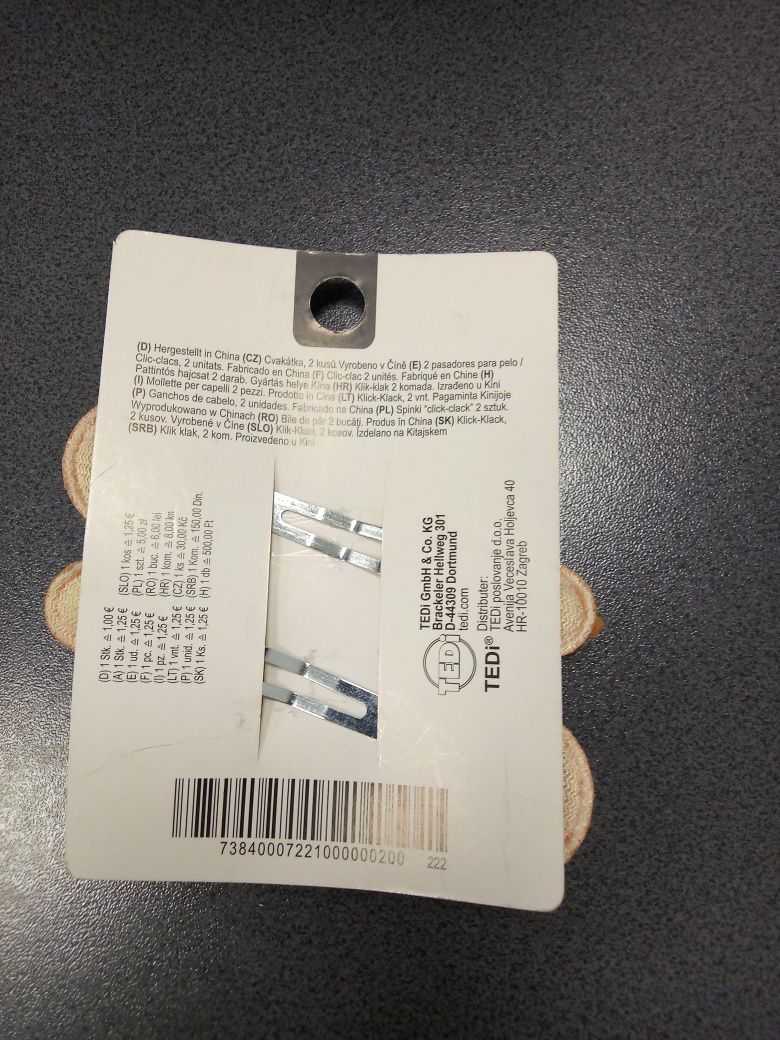 (D) Hergestellt in China (CZ) Cvakátka, 2 kusů Vyrobeno v Číně (E) 2 pasadores para pelo /
Clic-clacs, 2 unitats. Fabricado en China (F) Clic-clac 2 unités. Fabriqué en Chine (H)
Pattintós hajcsat 2 darab. Gyártás helye Kína (HR) Klik-klak 2 komada. Izrađeno u Kini
(I) Mollette per capelli 2 pezzi. Prodotto in Cina (LT) Klick-Klack, 2 vnt. Pagaminta Kinijoje
(P) Ganchos de cabelo, 2 unidades. Fabricado na China (PL) Spinki "click-clack" 2 sztuk.
Wyprodukowano w Chinach (RO) Bile de păr 2 bucăţi. Produs în China (SK) Klick-Klack,
2 kusov. Vyrobené v Číne (SLO) Klik-Klaki, 2 kosov. Izdelano na Kitajskem
(SRB) Klik klak, 2 kom. Proizvedeno u Kini
(D) 1 Stk. ≙ 1,00 €
(A) 1 Stk. ≙ 1,25 €
(E) 1 ud. ≙ 1,25 €
(F) 1 pc. ≙ 1,25 €
(I) 1 pz. ≙ 1,25 €
(LT) 1 vnt. ≙ 1,25 €
(P) 1 unid. ≙ 1,25 €
(SK) 1 Ks. ≙ 1,25 €
(SLO) 1 kos ≙ 1,25 €
(PL) 1 szt. ≙ 5,00 zl
(RO) 1 buc. ≙ 6,00 lei
(HR) 1 kom. ≙ 8,00 kn
(CZ) 1 ks ≙ 30,00 Kč
(SRB) 1 Kom. ≙ 150,00 Din.
(H) 1 db ≙ 500,00 Ft
TEDi GmbH & Co. KG
Brackeler Hellweg 301
D-44309 Dortmund
tedi.com
TEDi
TEDi®
Distributer:
TEDi poslovanje d.o.o.
Avenija Veceslava Holjevca 40
HR-10010 Zagreb
73840007221000000200
222